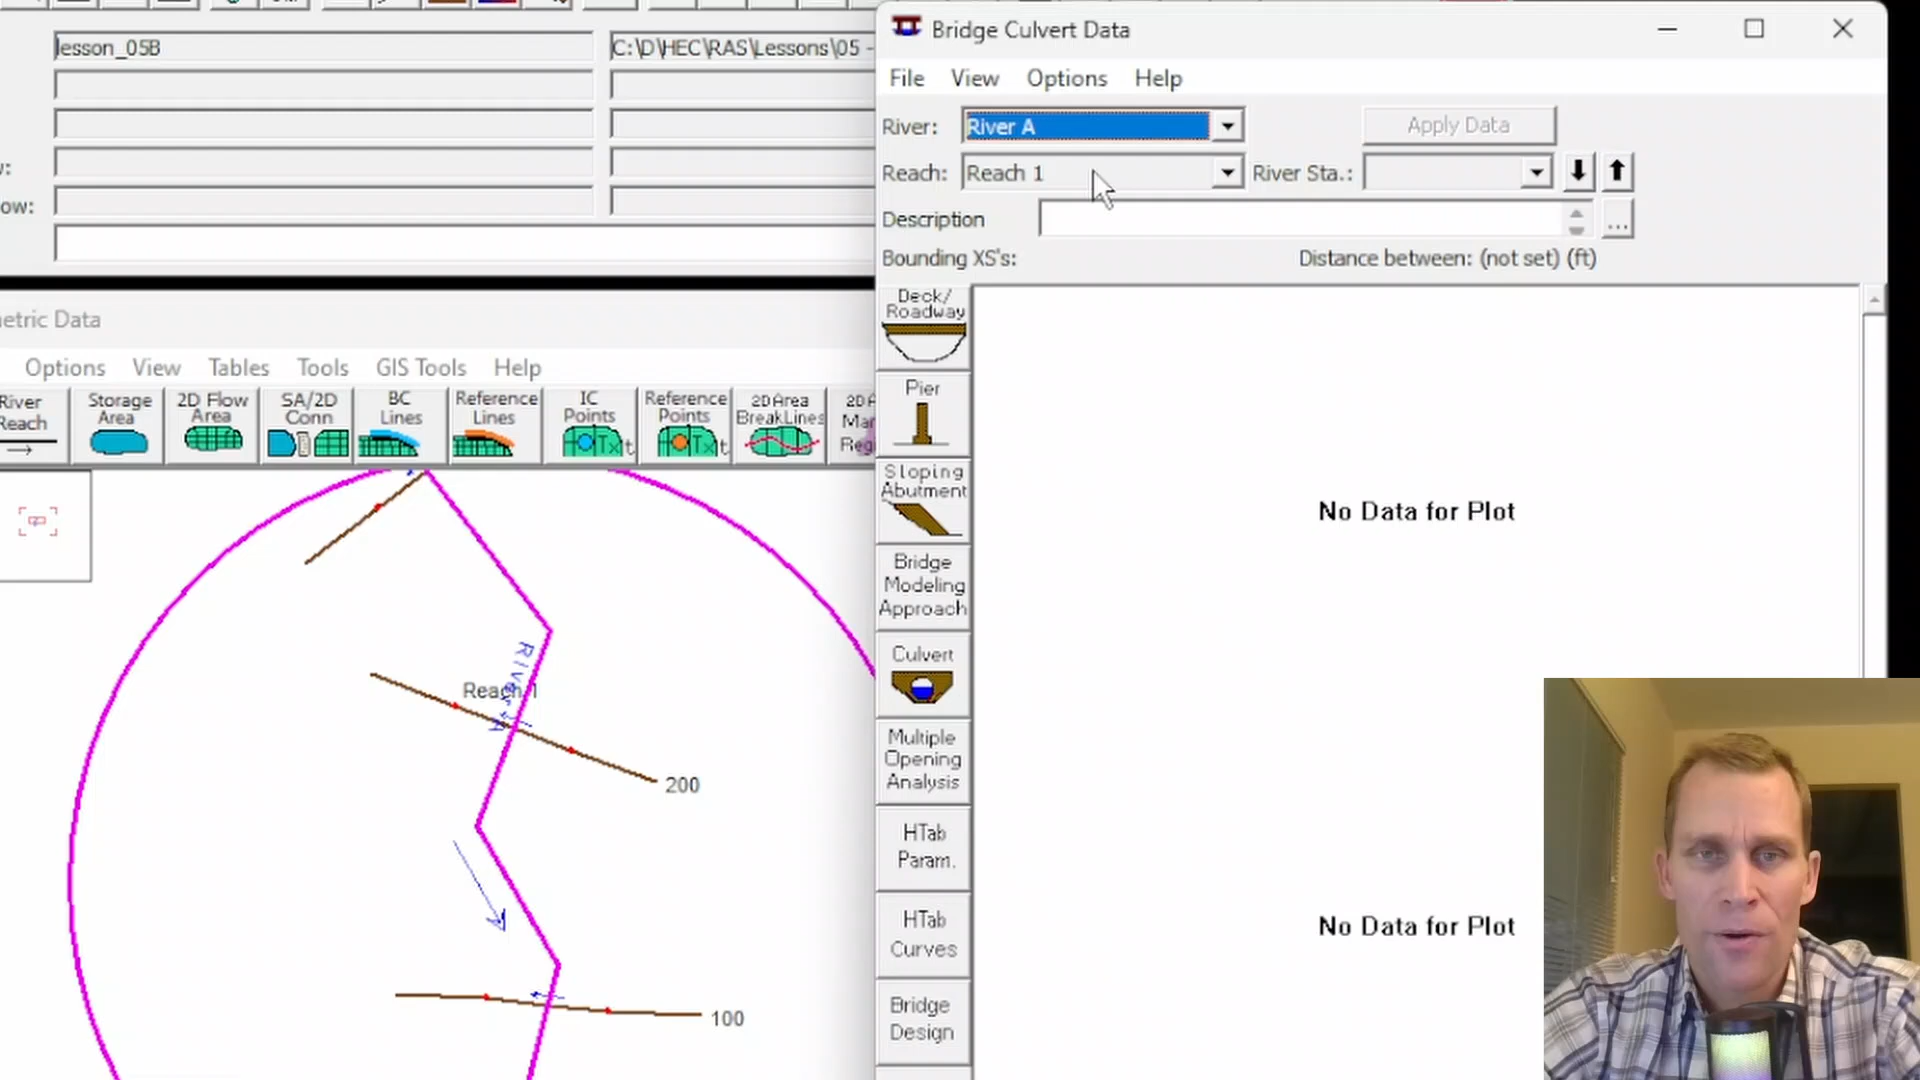 lesson_05B
C:\D\HEC\RAS\Lessons\05 -
Bridge Culvert Data
File View Options Help
River: River A
Apply Data
Reach: Reach 1
River Sta.:
Description
...
Bounding XS's:
Distance between: (not set) (ft)
ow:
etric Data
Options View Tables Tools GIS Tools Help
River
Reach
Storage
Area
2D Flow
Area
SA/2D
Conn
BC
Lines
Reference
Lines
IC
Points
Reference
Points
2D Area
BreakLines
2D A
Man
Regi
Deck/
Roadway
Pier
Sloping
Abutment
Bridge
Modeling
Approach
Culvert
Multiple
Opening
Analysis
HTab
Param.
HTab
Curves
Bridge
Design
No Data for Plot
No Data for Plot
River A
Reach 1
200
100